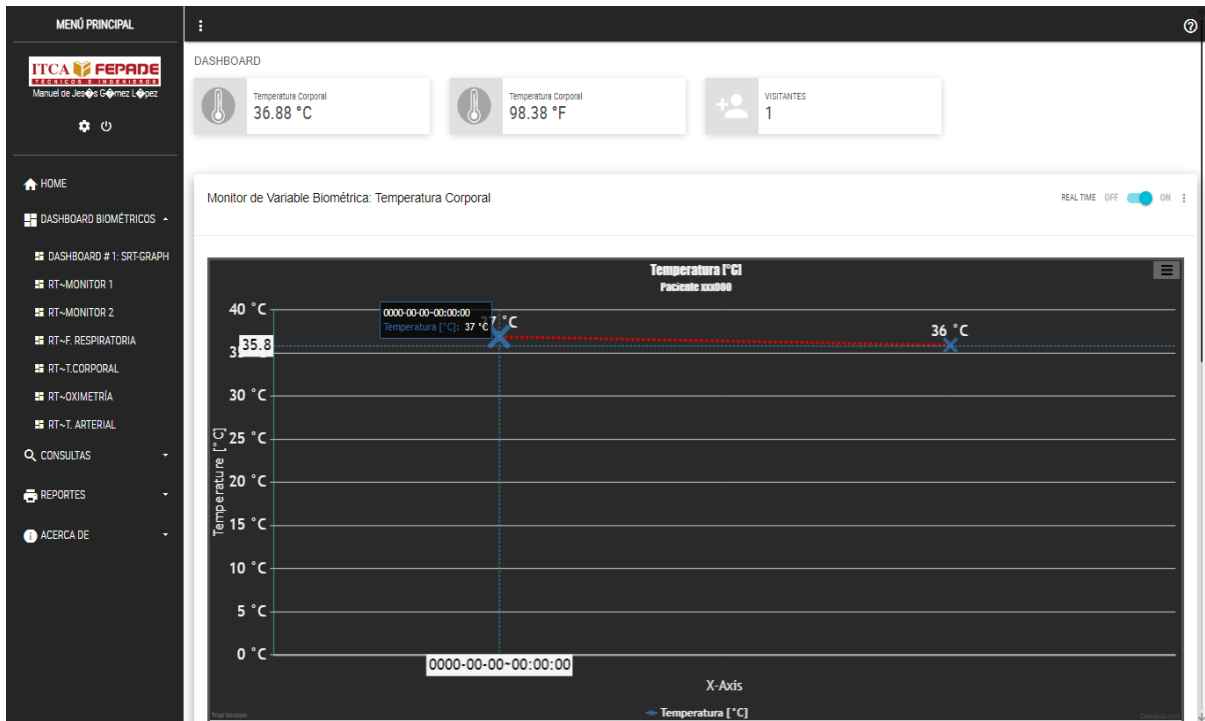 MENÚ PRINCIPAL
ITCA FEPADE
TÉCNICOS E INGENIEROS
Manuel de Jes�s G�mez L�pez
HOME
DASHBOARD BIOMÉTRICOS
DASHBOARD # 1: SRT-GRAPH
RT~MONITOR 1
RT~MONITOR 2
RT~F. RESPIRATORIA
RT~T.CORPORAL
RT~OXIMETRÍA
RT~T. ARTERIAL
CONSULTAS
REPORTES
ACERCA DE
DASHBOARD
Temperatura Corporal
36.88 °C
Temperatura Corporal
98.38 °F
VISITANTES
1
Monitor de Variable Biométrica: Temperatura Corporal
REAL TIME OFF ON
Temperatura [°C]
Paciente xxx000
0000-00-00~00:00:00
Temperatura [°C]: 37 °C
36 °C
40 °C
35.8
30 °C
25 °C
20 °C
15 °C
10 °C
5 °C
0 °C
Temperature [°C]
0000-00-00~00:00:00
X-Axis
Temperatura [°C]
Trial Version
CanvasJS.com